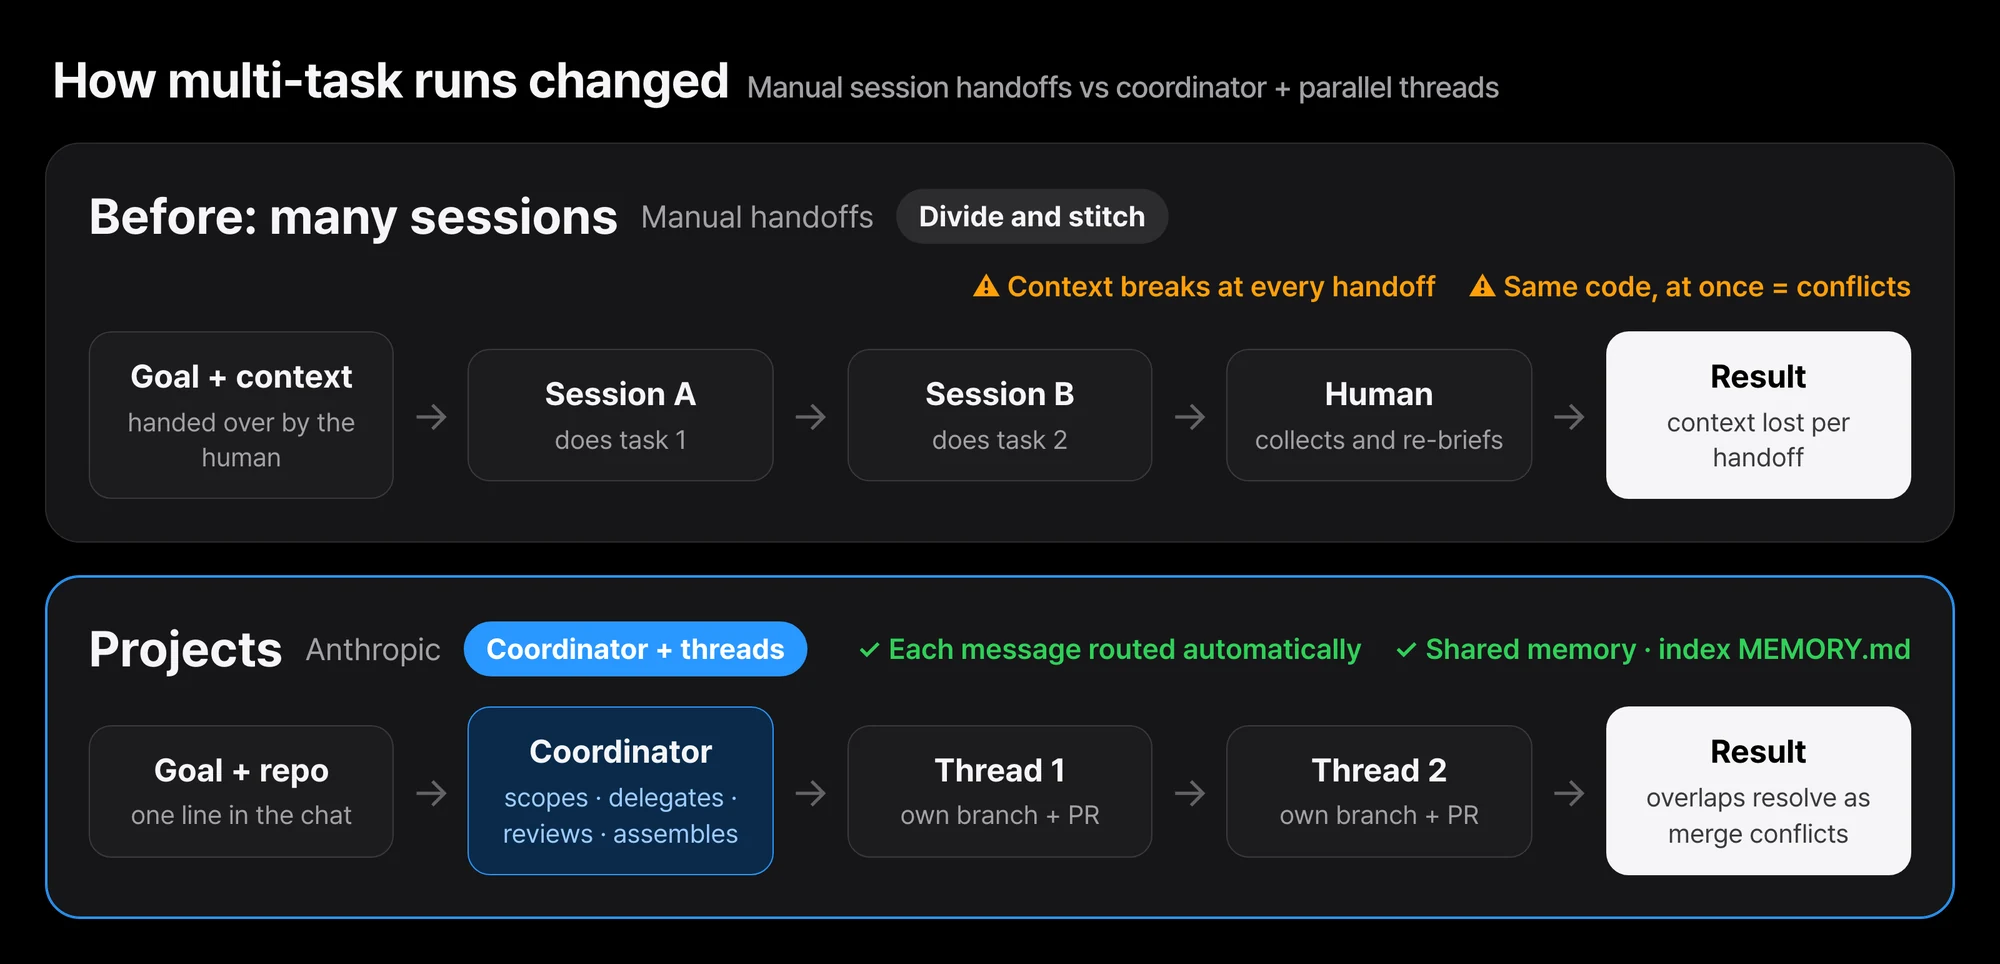 How multi-task runs changed Manual session handoffs vs coordinator + parallel threads
Before: many sessions Manual handoffs Divide and stitch
⚠ Context breaks at every handoff ⚠ Same code, at once = conflicts
Goal + context
handed over by the
human
→
Session A
does task 1
→
Session B
does task 2
→
Human
collects and re-briefs
→
Result
context lost per
handoff
Projects Anthropic Coordinator + threads ✓ Each message routed automatically ✓ Shared memory · index MEMORY.md
Goal + repo
one line in the chat
→
Coordinator
scopes · delegates ·
reviews · assembles
→
Thread 1
own branch + PR
→
Thread 2
own branch + PR
→
Result
overlaps resolve as
merge conflicts